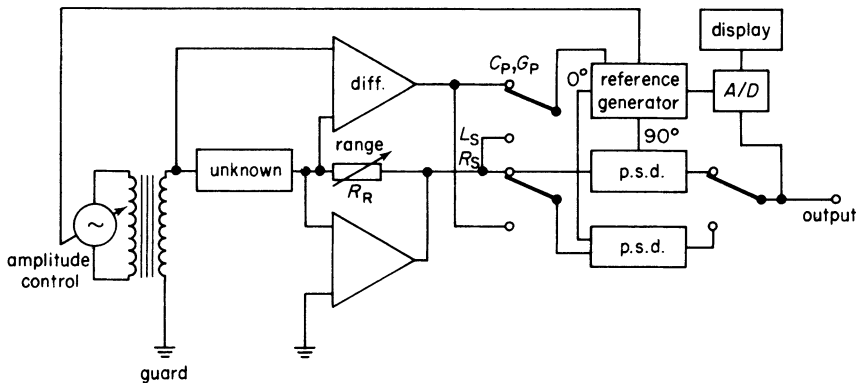 display
C_P, G_P
0°
reference
generator
A/D
diff.
90°
range
L_S
R_S
unknown
p.s.d.
R_R
~
output
p.s.d.
amplitude
control
guard